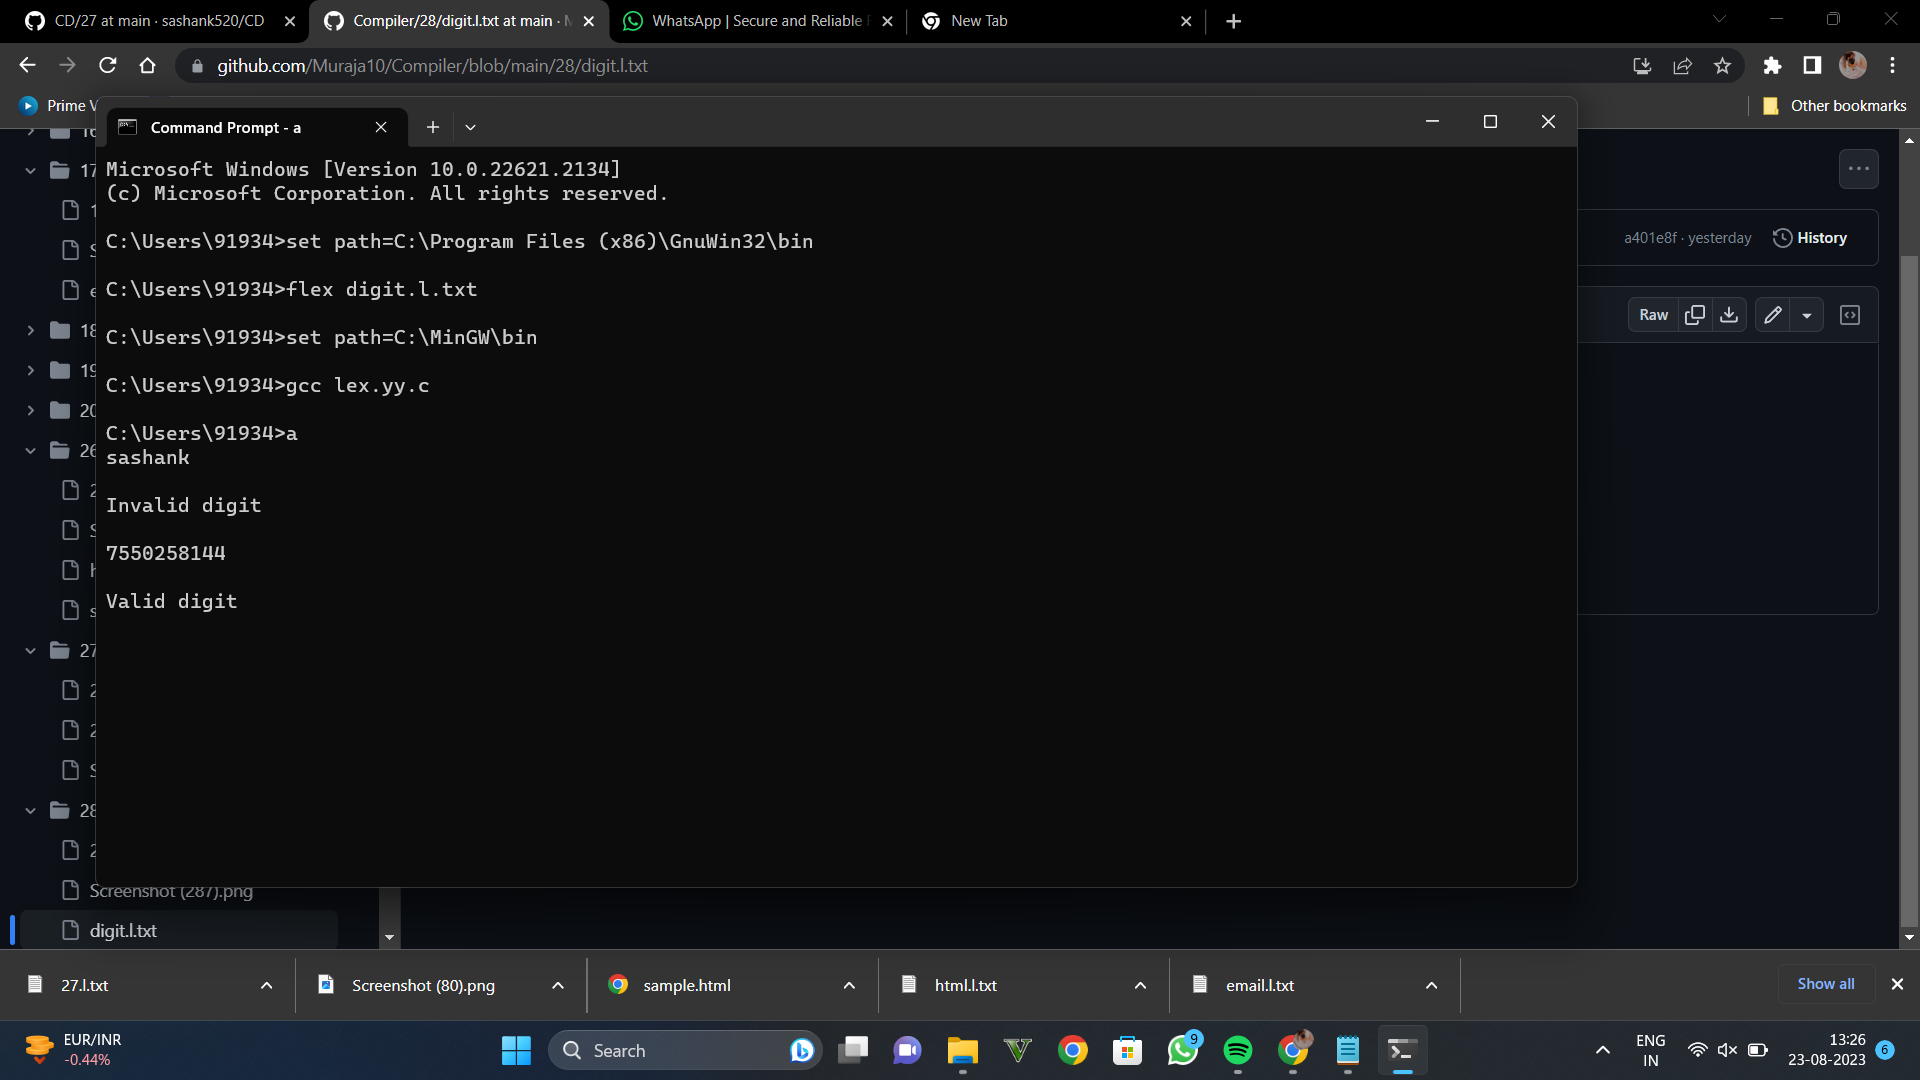 CD/27 at main · sashank520/CD
Compiler/28/digit.l.txt at main ·
WhatsApp | Secure and Reliable
New Tab
github.com/Muraja10/Compiler/blob/main/28/digit.l.txt
Prime V
Other bookmarks
Command Prompt - a
Microsoft Windows [Version 10.0.22621.2134]
(c) Microsoft Corporation. All rights reserved.
C:\Users\91934>set path=C:\Program Files (x86)\GnuWin32\bin
C:\Users\91934>flex digit.l.txt
C:\Users\91934>set path=C:\MinGW\bin
C:\Users\91934>gcc lex.yy.c
C:\Users\91934>a
sashank
Invalid digit
7550258144
Valid digit
a401e8f · yesterday
History
Raw
16
17
18
19
20
26
27
28
Screenshot (287).png
digit.l.txt
27.l.txt
Screenshot (80).png
sample.html
html.l.txt
email.l.txt
Show all
EUR/INR
-0.44%
Search
9
ENG
IN
13:26
23-08-2023
6